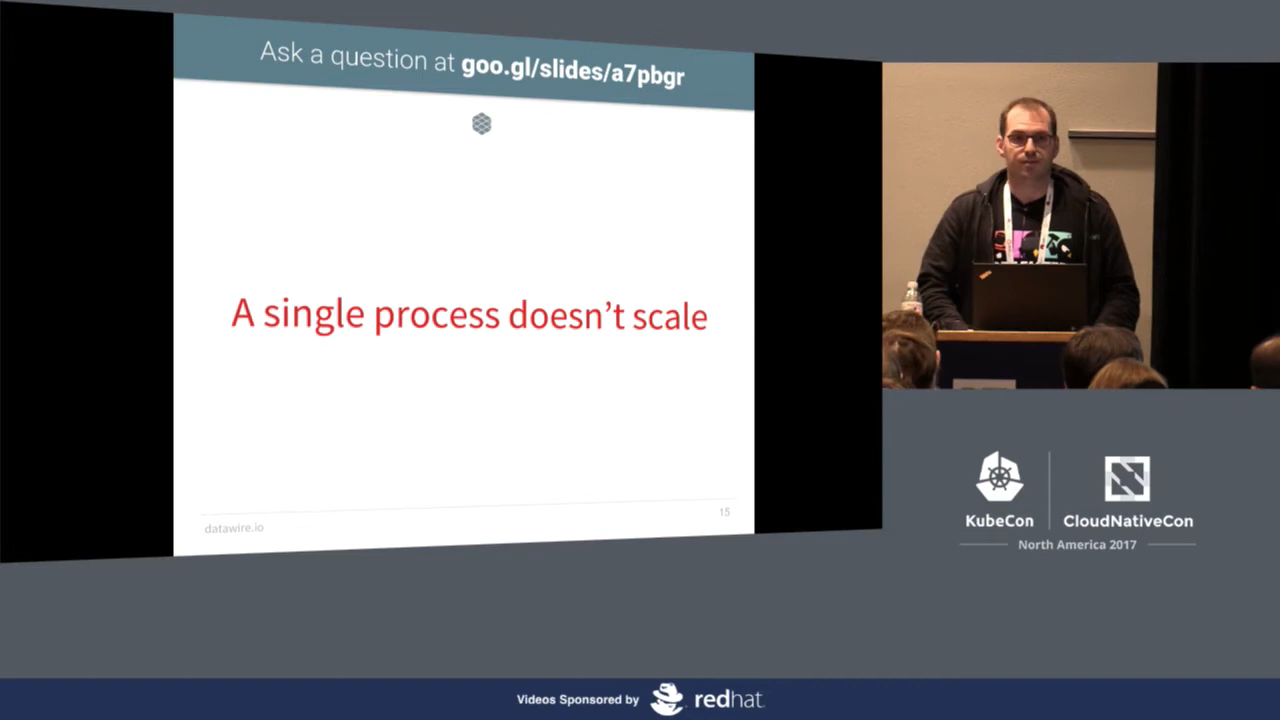 Ask a question at goo.gl/slides/a7pbgr
A single process doesn’t scale
datawire.io
15
KubeCon
CloudNativeCon
North America 2017
Videos Sponsored by redhat.